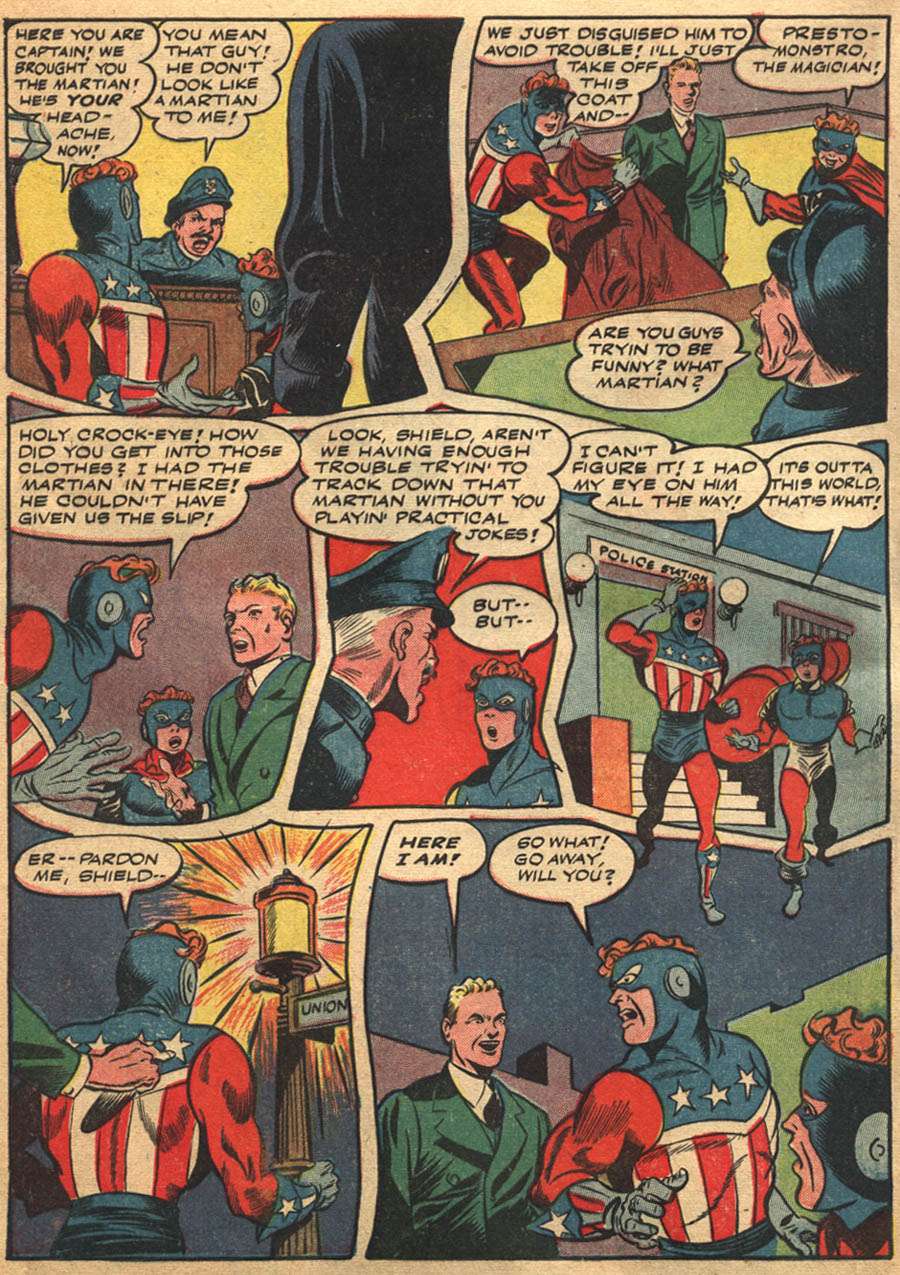 HERE YOU ARE
CAPTAIN! WE
BROUGHT YOU
THE MARTIAN!
HE'S YOUR
HEAD-
ACHE,
NOW!
YOU MEAN
THAT GUY!
HE DON'T
LOOK LIKE
A MARTIAN
TO ME!
WE JUST DISGUISED HIM TO
AVOID TROUBLE! I'LL JUST
TAKE OFF
THIS
COAT
AND--
PRESTO-
MONSTRO,
THE MAGICIAN!
ARE YOU GUYS
TRYIN TO BE
FUNNY? WHAT
MARTIAN?
HOLY CROCK-EYE! HOW
DID YOU GET INTO THOSE
CLOTHES? I HAD THE
MARTIAN IN THERE!
HE COULDN'T HAVE
GIVEN US THE SLIP!
LOOK, SHIELD, AREN'T
WE HAVING ENOUGH
TROUBLE TRYIN' TO
TRACK DOWN THAT
MARTIAN WITHOUT YOU
PLAYIN' PRACTICAL
JOKES!
BUT--
BUT--
I CAN'T
FIGURE IT! I HAD
MY EYE ON HIM
ALL THE WAY!
IT'S OUTTA
THIS WORLD,
THAT'S WHAT!
POLICE STATION
ER-- PARDON
ME, SHIELD--
UNION
HERE
I AM!
SO WHAT!
GO AWAY,
WILL YOU?